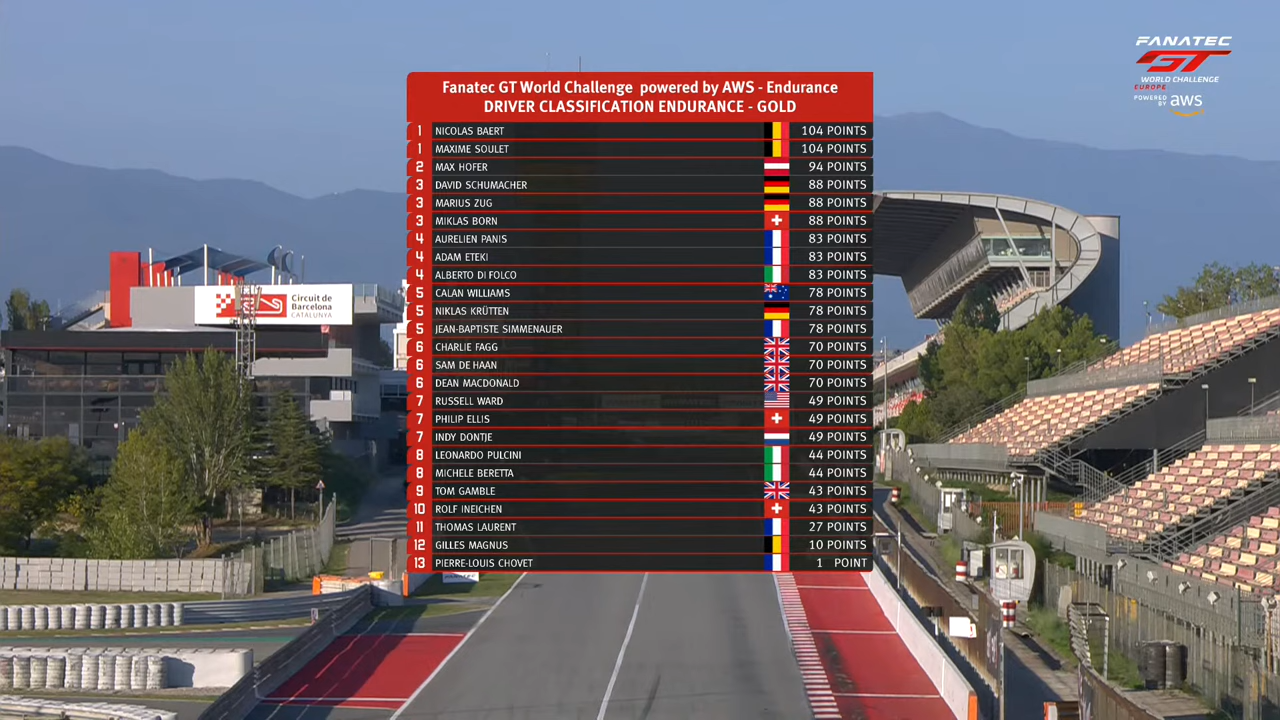 FANATEC
GT
WORLD CHALLENGE
EUROPE
POWERED BY aws
Fanatec GT World Challenge powered by AWS - Endurance
DRIVER CLASSIFICATION ENDURANCE - GOLD
1 NICOLAS BAERT 104 POINTS
1 MAXIME SOULET 104 POINTS
2 MAX HOFER 94 POINTS
3 DAVID SCHUMACHER 88 POINTS
3 MARIUS ZUG 88 POINTS
3 MIKLAS BORN 88 POINTS
4 AURELIEN PANIS 83 POINTS
4 ADAM ETEKI 83 POINTS
4 ALBERTO DI FOLCO 83 POINTS
5 CALAN WILLIAMS 78 POINTS
5 NIKLAS KRÜTTEN 78 POINTS
5 JEAN-BAPTISTE SIMMENAUER 78 POINTS
6 CHARLIE FAGG 70 POINTS
6 SAM DE HAAN 70 POINTS
6 DEAN MACDONALD 70 POINTS
7 RUSSELL WARD 49 POINTS
7 PHILIP ELLIS 49 POINTS
7 INDY DONTJE 49 POINTS
8 LEONARDO PULCINI 44 POINTS
8 MICHELE BERETTA 44 POINTS
9 TOM GAMBLE 43 POINTS
10 ROLF INEICHEN 43 POINTS
11 THOMAS LAURENT 27 POINTS
12 GILLES MAGNUS 10 POINTS
13 PIERRE-LOUIS CHOVET 1 POINT
Circuit de
Barcelona
CATALUNYA